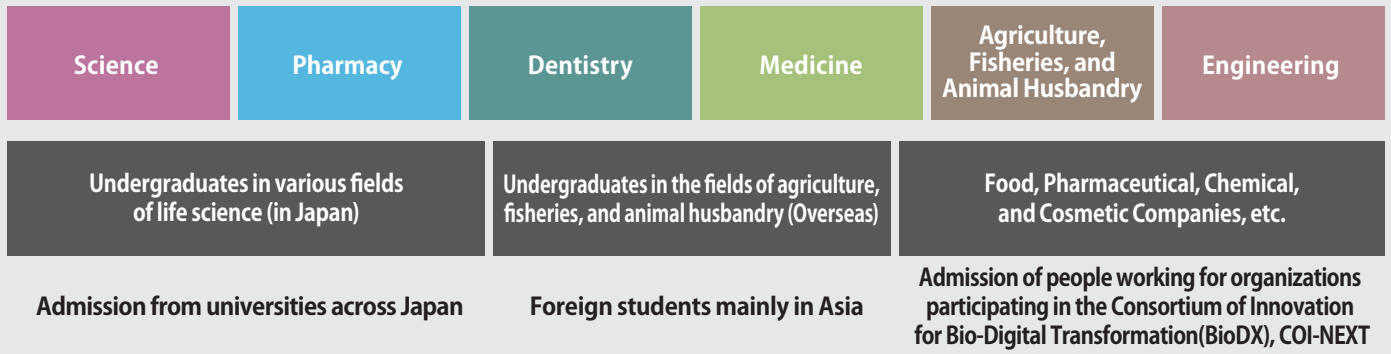 Science
Pharmacy
Dentistry
Medicine
Agriculture,
Fisheries, and
Animal Husbandry
Engineering
Undergraduates in various fields
of life science (in Japan)
Undergraduates in the fields of agriculture,
fisheries, and animal husbandry (Overseas)
Food, Pharmaceutical, Chemical,
and Cosmetic Companies, etc.
Admission from universities across Japan
Foreign students mainly in Asia
Admission of people working for organizations
participating in the Consortium of Innovation
for Bio-Digital Transformation(BioDX), COI-NEXT